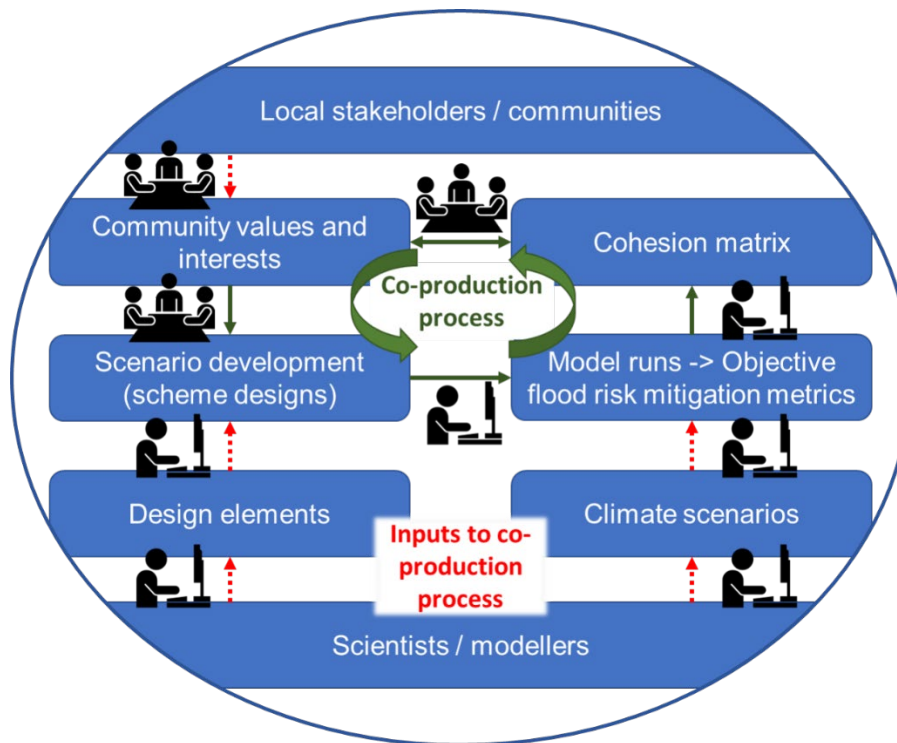 Local stakeholders / communities
Community values and
interests
Cohesion matrix
Co-production
process
Scenario development
(scheme designs)
Model runs -> Objective
flood risk mitigation metrics
Design elements
Climate scenarios
Inputs to co-
production
process
Scientists / modellers